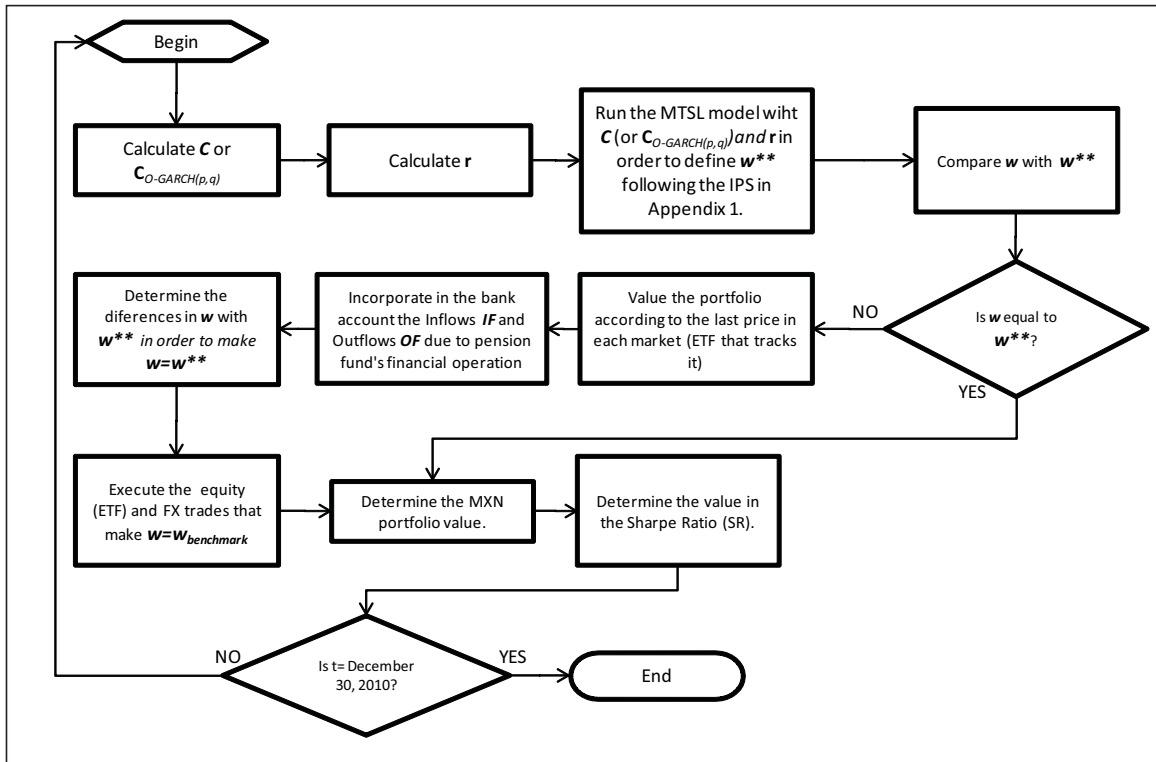 Begin
Calculate C or
C_O-GARCH(p,q)
Calculate r
Run the MTSL model wiht
C (or C_O-GARCH(p,q)) and r in
order to define w**
following the IPS in
Appendix 1.
Compare w with w**
Is w equal to
w**?
NO
YES
Value the portfolio
according to the last price in
each market (ETF that tracks
it)
Incorporate in the bank
account the Inflows IF and
Outflows OF due to pension
fund's financial operation
Determine the
diferences in w with
w** in order to make
w=w**
Execute the equity
(ETF) and FX trades that
make w=w_benchmark
Determine the MXN
portfolio value.
Determine the value in
the Sharpe Ratio (SR).
Is t= December
30, 2010?
NO
YES
End